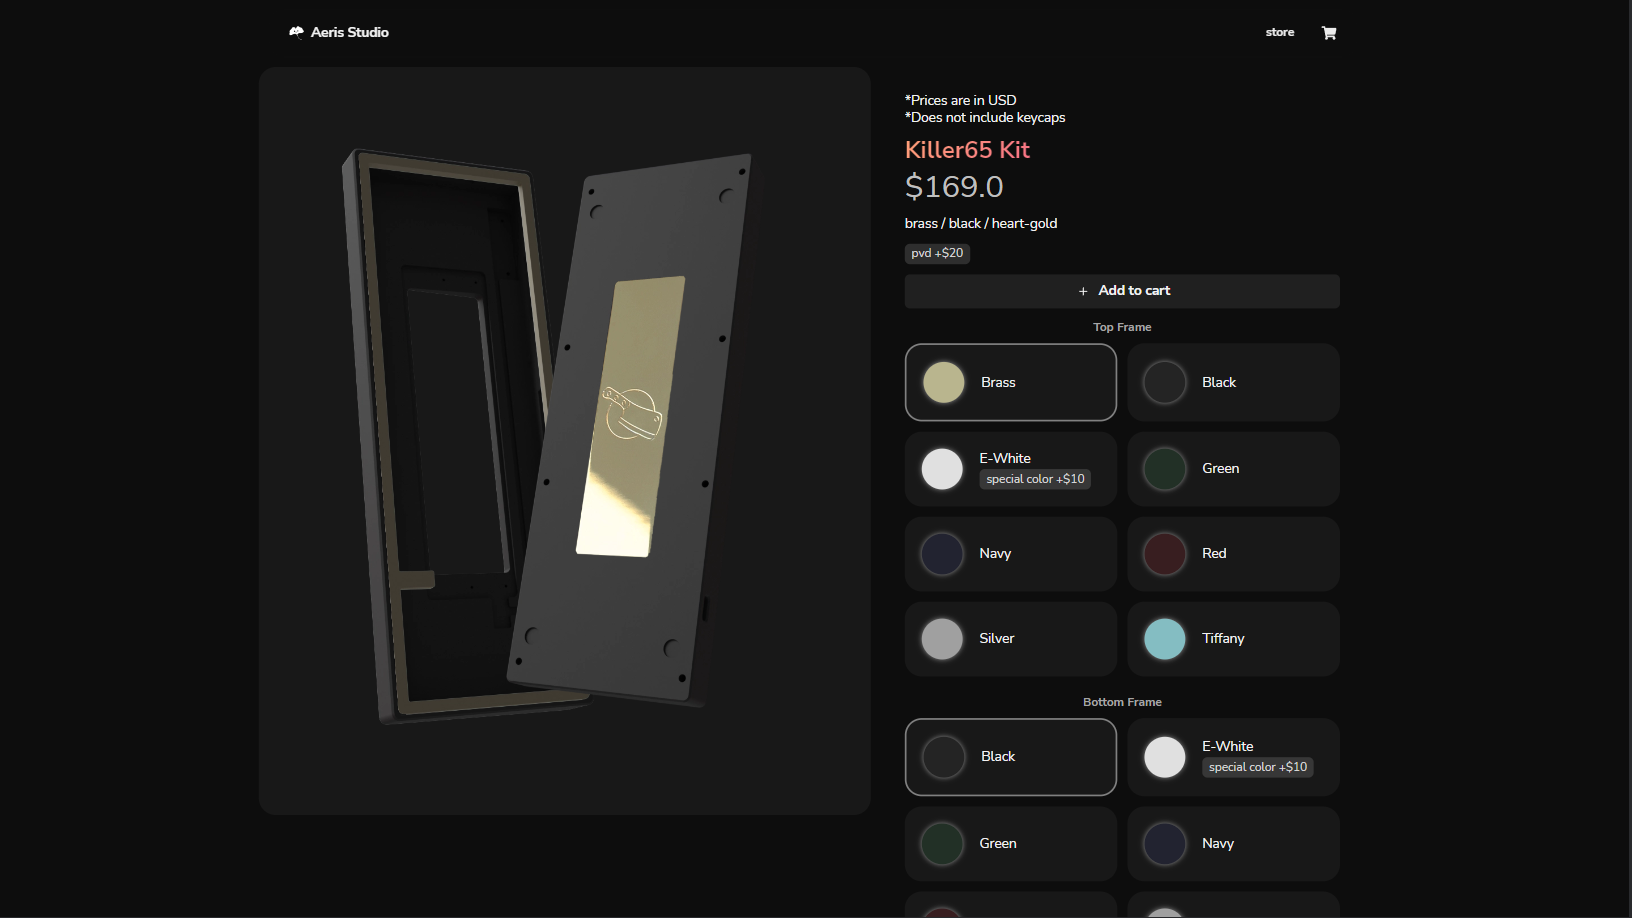 Aeris Studio
store
*Prices are in USD
*Does not include keycaps
Killer65 Kit
$169.0
brass / black / heart-gold
pvd +$20
+ Add to cart
Top Frame
Brass
Black
E-White
special color +$10
Green
Navy
Red
Silver
Tiffany
Bottom Frame
Black
E-White
special color +$10
Green
Navy